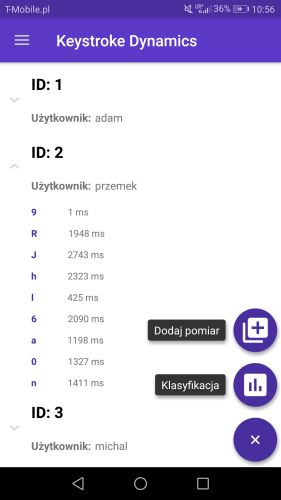 T-Mobile.pl 36% 10:56
Keystroke Dynamics
ID: 1
Użytkownik: adam
ID: 2
Użytkownik: przemek
9 1 ms
R 1948 ms
J 2743 ms
h 2323 ms
l 425 ms
6 2090 ms
a 1198 ms
0 1327 ms
n 1411 ms
Dodaj pomiar
Klasyfikacja
ID: 3
Użytkownik: michal